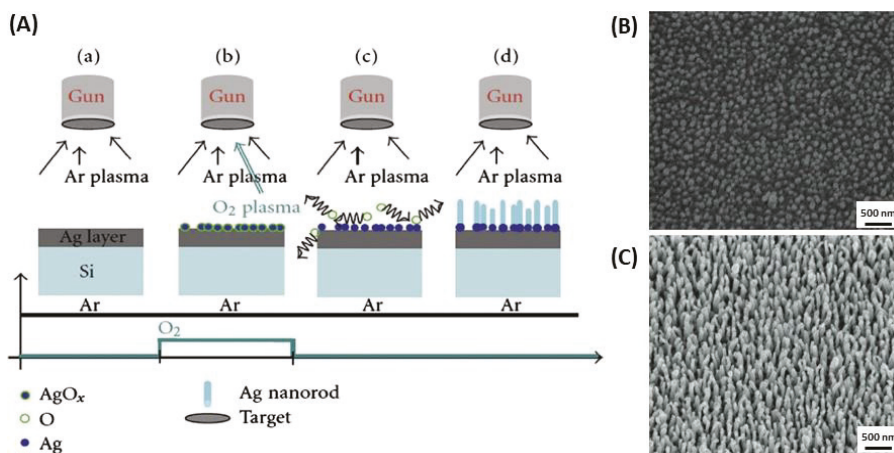 (A)
(a) (b) (c) (d)
Gun Gun Gun Gun
Ar plasma Ar plasma Ar plasma Ar plasma
O₂ plasma
Ag layer
Si
Ar Ar Ar Ar
O₂
AgOₓ
O
Ag
Ag nanorod
Target
(B)
500 nm
(C)
500 nm